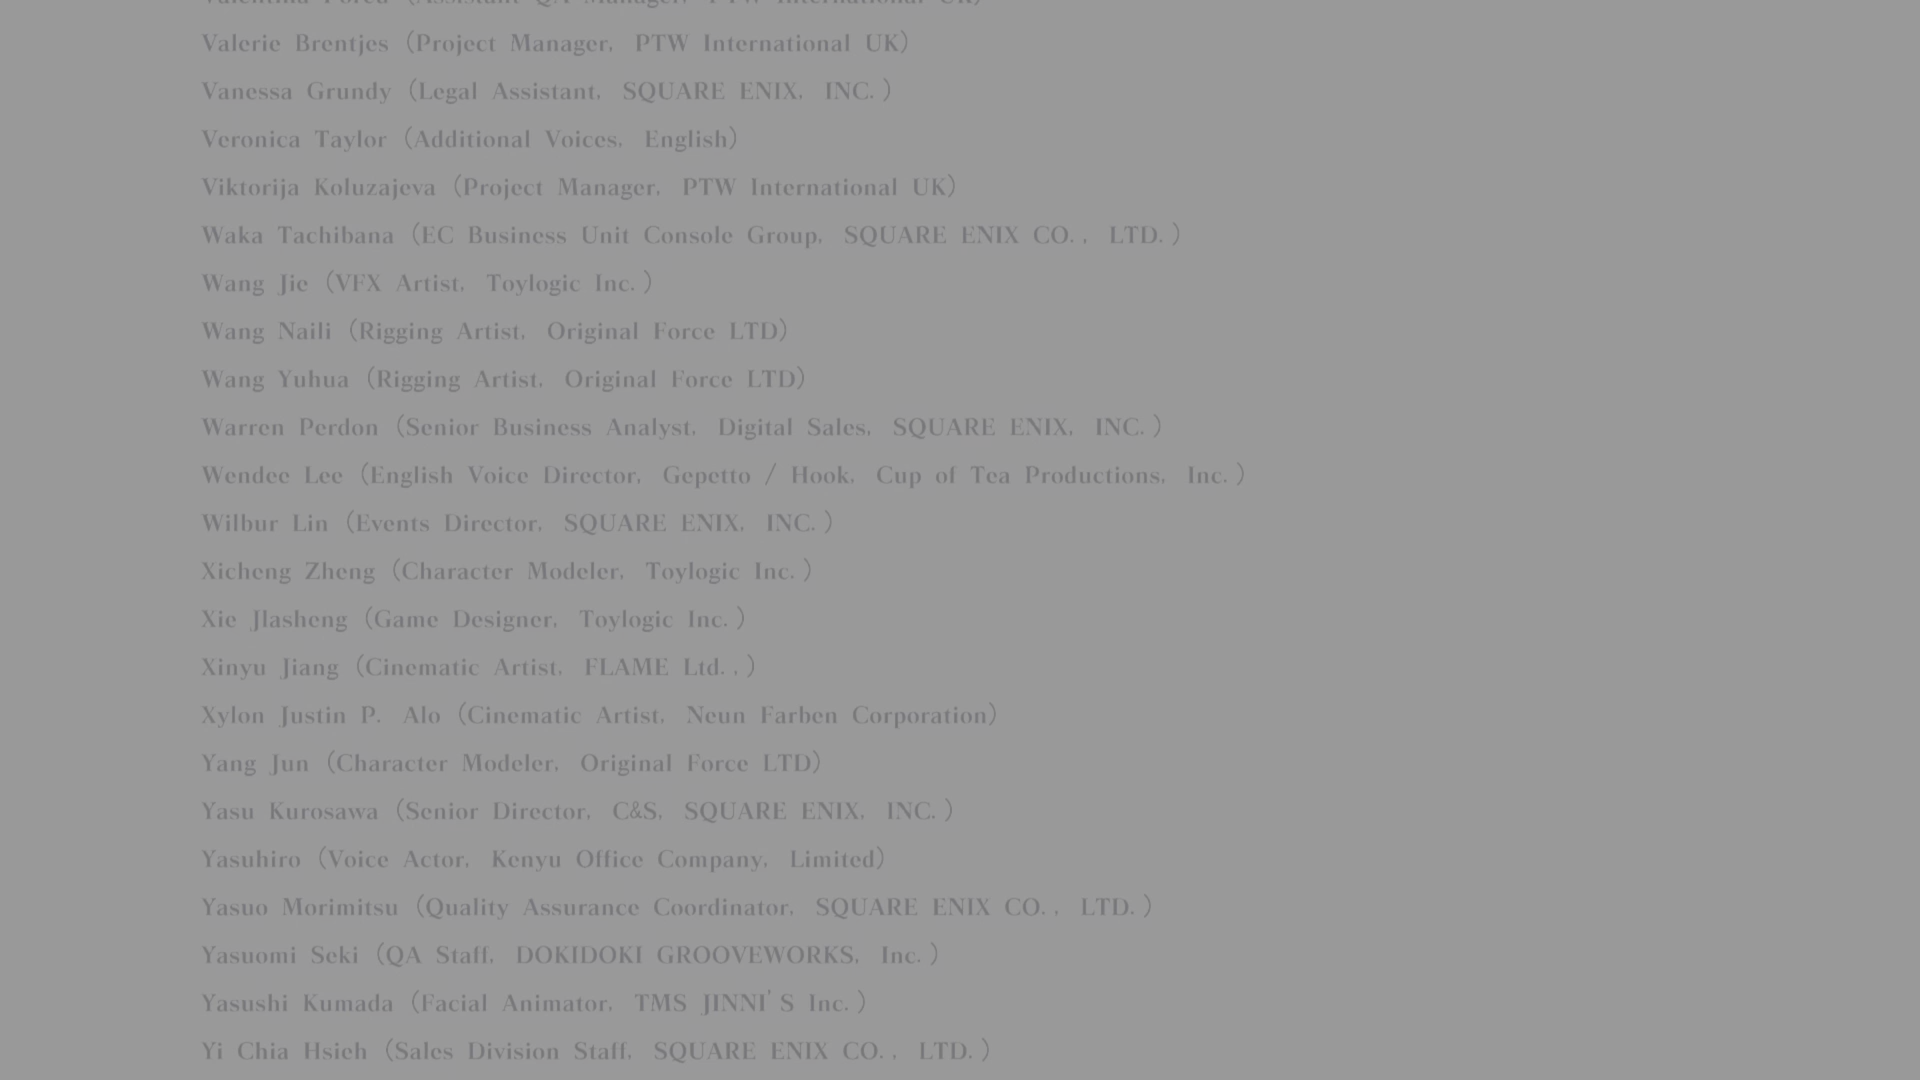 Valerie Brentjes (Project Manager, PTW International UK)
Vanessa Grundy (Legal Assistant, SQUARE ENIX, INC.)
Veronica Taylor (Additional Voices, English)
Viktorija Koluzajeva (Project Manager, PTW International UK)
Waka Tachibana (EC Business Unit Console Group, SQUARE ENIX CO., LTD.)
Wang Jie (VFX Artist, Toylogic Inc.)
Wang Naili (Rigging Artist, Original Force LTD)
Wang Yuhua (Rigging Artist, Original Force LTD)
Warren Perdon (Senior Business Analyst, Digital Sales, SQUARE ENIX, INC.)
Wendee Lee (English Voice Director, Gepetto / Hook, Cup of Tea Productions, Inc.)
Wilbur Lin (Events Director, SQUARE ENIX, INC.)
Xicheng Zheng (Character Modeler, Toylogic Inc.)
Xie Jlasheng (Game Designer, Toylogic Inc.)
Xinyu Jiang (Cinematic Artist, FLAME Ltd.,)
Xylon Justin P. Alo (Cinematic Artist, Neun Farben Corporation)
Yang Jun (Character Modeler, Original Force LTD)
Yasu Kurosawa (Senior Director, C&S, SQUARE ENIX, INC.)
Yasuhiro (Voice Actor, Kenyu Office Company, Limited)
Yasuo Morimitsu (Quality Assurance Coordinator, SQUARE ENIX CO., LTD.)
Yasuomi Seki (QA Staff, DOKIDOKI GROOVEWORKS, Inc.)
Yasushi Kumada (Facial Animator, TMS JINNI'S Inc.)
Yi Chia Hsieh (Sales Division Staff, SQUARE ENIX CO., LTD.)